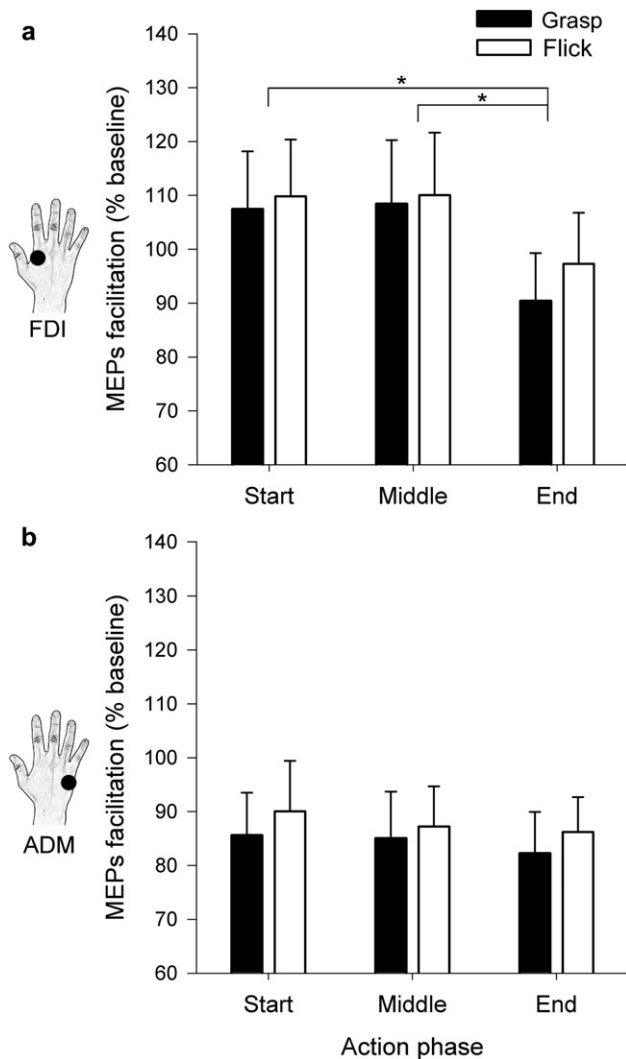 a
Grasp
Flick
MEPs facilitation (% baseline)
140
130
120
110
100
90
80
70
60
*
*
FDI
Start Middle End
b
MEPs facilitation (% baseline)
140
130
120
110
100
90
80
70
60
ADM
Start Middle End
Action phase